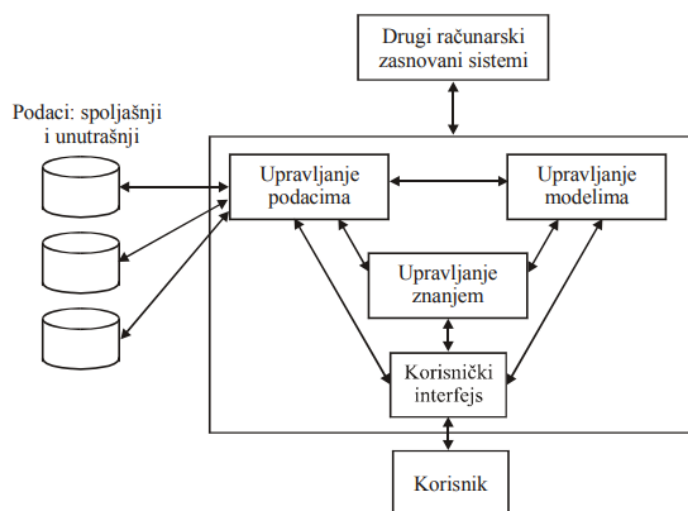 Drugi računarski
zasnovani sistemi
Podaci: spoljašnji
i unutrašnji
Upravljanje
podacima
Upravljanje
modelima
Upravljanje
znanjem
Korisnički
interfejs
Korisnik